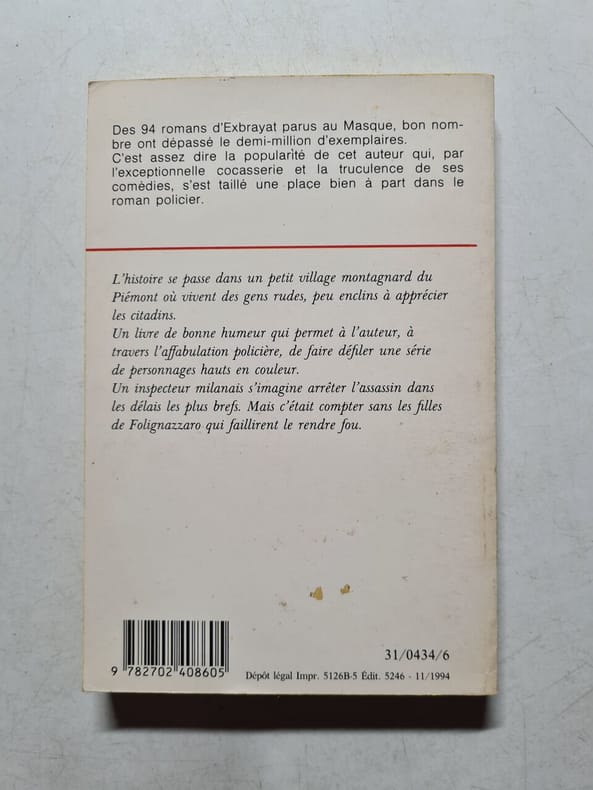 Des 94 romans d'Exbrayat parus au Masque, bon nom-
bre ont dépassé le demi-million d'exemplaires.
C'est assez dire la popularité de cet auteur qui, par
l'exceptionnelle cocasserie et la truculence de ses
comédies, s'est taillé une place bien à part dans le
roman policier.
L'histoire se passe dans un petit village montagnard du
Piémont où vivent des gens rudes, peu enclins à apprécier
les citadins.
Un livre de bonne humeur qui permet à l'auteur, à
travers l'affabulation policière, de faire défiler une série
de personnages hauts en couleur.
Un inspecteur milanais s'imagine arrêter l'assassin dans
les délais les plus brefs. Mais c'était compter sans les filles
de Folignazzaro qui faillirent le rendre fou.
31/0434/6
9 782702 408605
Dépôt légal Impr. 5126B-5 Édit. 5246 - 11/1994